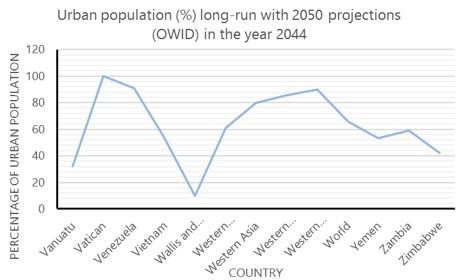 Urban population (%) long-run with 2050 projections
(OWID) in the year 2044
PERCENTAGE OF URBAN POPULATION
120
100
80
60
40
20
0
Vanuatu
Vatican
Venezuela
Vietnam
Wallis and...
Western...
Western Asia
Western...
Western...
World
Yemen
Zambia
Zimbabwe
COUNTRY